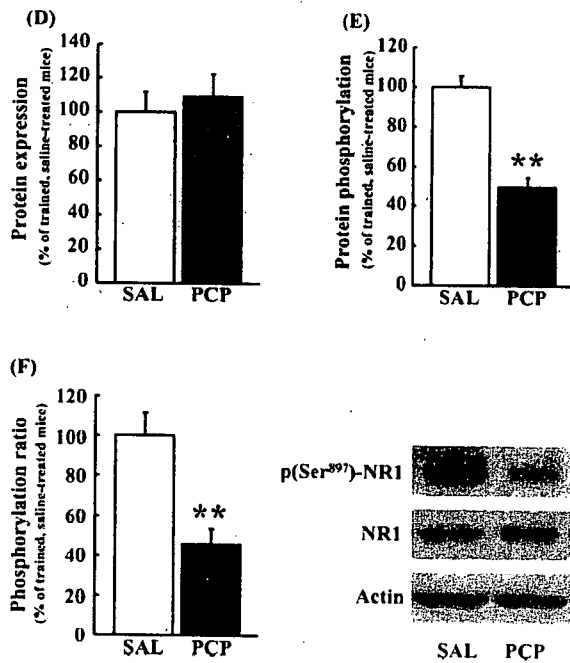 (D)
Protein expression
(% of trained, saline-treated mice)
140
120
100
80
60
40
20
0
SAL PCP
(E)
Protein phosphorylation
(% of trained, saline-treated mice)
120
100
80
60
40
20
0
**
SAL PCP
(F)
Phosphorylation ratio
(% of trained, saline-treated mice)
120
100
80
60
40
20
0
**
SAL PCP
p(Ser⁸⁹⁷)-NR1
NR1
Actin
SAL PCP